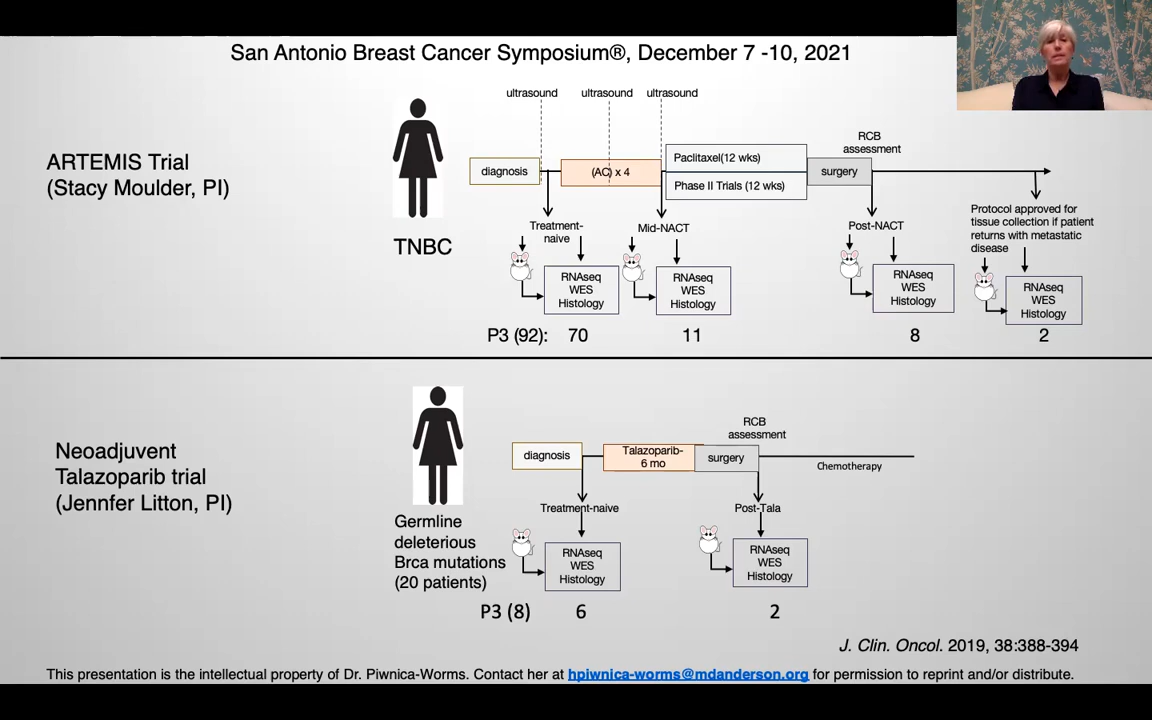 San Antonio Breast Cancer Symposium®, December 7 -10, 2021
ARTEMIS Trial
(Stacy Moulder, PI)
TNBC
ultrasound
ultrasound
ultrasound
diagnosis
(AC) x 4
Paclitaxel(12 wks)
Phase II Trials (12 wks)
surgery
RCB
assessment
Treatment-
naive
Mid-NACT
Post-NACT
Protocol approved for
tissue collection if patient
returns with metastatic
disease
RNAseq
WES
Histology
RNAseq
WES
Histology
RNAseq
WES
Histology
RNAseq
WES
Histology
P3 (92): 70 11 8 2
Neoadjuvent
Talazoparib trial
(Jennfer Litton, PI)
Germline
deleterious
Brca mutations
(20 patients)
diagnosis
Talazoparib-
6 mo
surgery
RCB
assessment
Chemotherapy
Treatment-naive
Post-Tala
RNAseq
WES
Histology
RNAseq
WES
Histology
P3 (8) 6 2
J. Clin. Oncol. 2019, 38:388-394
This presentation is the intellectual property of Dr. Piwnica-Worms. Contact her at hpiwnica-worms@mdanderson.org for permission to reprint and/or distribute.